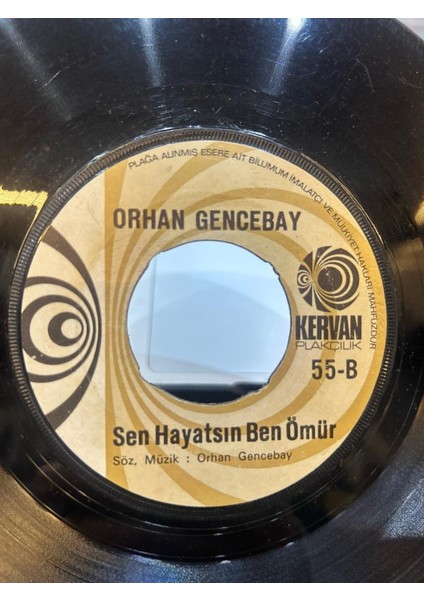 PLAĞA ALINMIŞ ESERE AİT BİLUMUM İMALATÇI VE MÜLKİYET HAKLARI MAHFUZDUR
ORHAN GENCEBAY
KERVAN
PLAKÇILIK
55-B
Sen Hayatsın Ben Ömür
Söz, Müzik : Orhan Gencebay